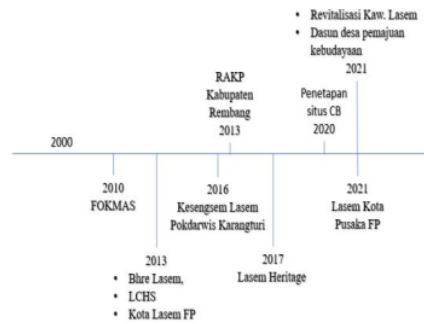 • Revitalisasi Kaw. Lasem
• Dasun desa pemajuan
kebudayaan
2021
RAKP
Kabupaten
Rembang
2013
Penetapan
situs CB
2020
2000
2010
FOKMAS
2016
Kesengsem Lasem
Pokdarwis Karangturi
2021
Lasem Kota
Pusaka FP
2013
• Bhre Lasem,
• LCHS
• Kota Lasem FP
2017
Lasem Heritage